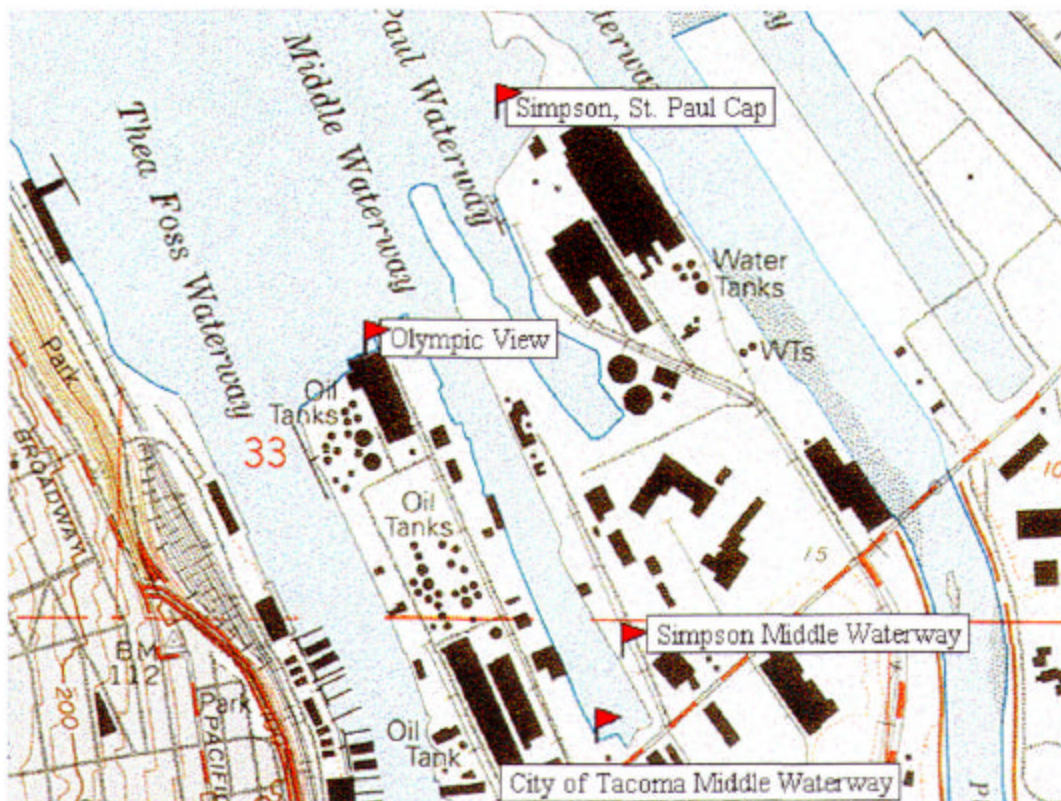 Paul Waterway
Middle Waterway
Thea Foss Waterway
Simpson, St. Paul Cap
Water
Tanks
WTs
Olympic View
Oil
Tanks
33
Park
BROADWAY
Oil
Tanks
15
10
Simpson Middle Waterway
BM
112
200
Park
PACIFIC
Oil
Tank
City of Tacoma Middle Waterway
P